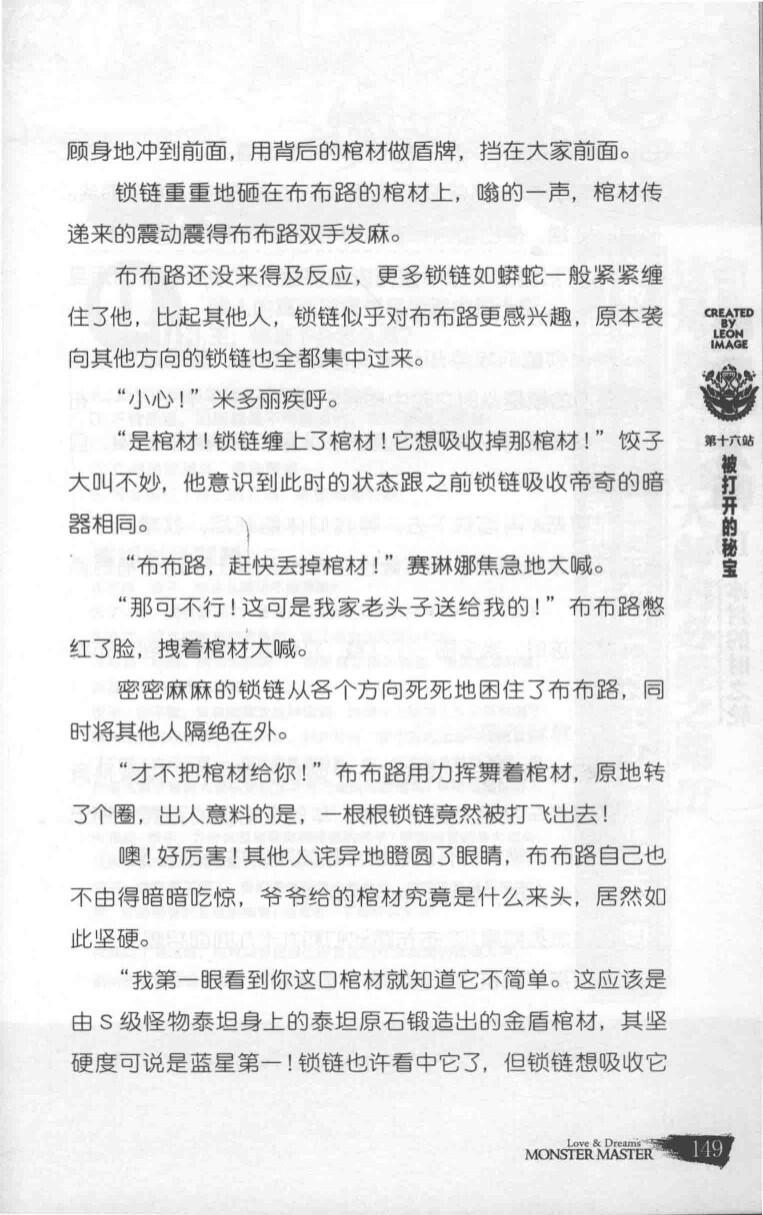 顾身地冲到前面，用背后的棺材做盾牌，挡在大家前面。
锁链重重地砸在布布路的棺材上，嗡的一声，棺材传
递来的震动震得布布路双手发麻。
布布路还没来得及反应，更多锁链如蟒蛇一般紧紧缠
住了他，比起其他人，锁链似乎对布布路更感兴趣，原本袭
向其他方向的锁链也全都集中过来。
“小心！”米多丽疾呼。
“是棺材！锁链缠上了棺材！它想吸收掉那棺材！”饺子
大叫不妙，他意识到此时的状态跟之前锁链吸收帝奇的暗
器相同。
“布布路，赶快丢掉棺材！”赛琳娜焦急地大喊。
“那可不行！这可是我家老头子送给我的！”布布路憋
红了脸，拽着棺材大喊。
密密麻麻的锁链从各个方向死死地困住了布布路，同
时将其他人隔绝在外。
“才不把棺材给你！”布布路用力挥舞着棺材，原地转
了个圈，出人意料的是，一根根锁链竟然被打飞出去！
噢！好厉害！其他人诧异地瞪圆了眼睛，布布路自己也
不由得暗暗吃惊，爷爷给的棺材究竟是什么来头，居然如
此坚硬。
“我第一眼看到你这口棺材就知道它不简单。这应该是
由S级怪物泰坦身上的泰坦原石锻造出的金盾棺材，其坚
硬度可说是蓝星第一！锁链也许看中它了，但锁链想吸收它
CREATED
BY
LEON
IMAGE
第十六站
被打开的秘宝
Love & Dreams
MONSTER MASTER
149